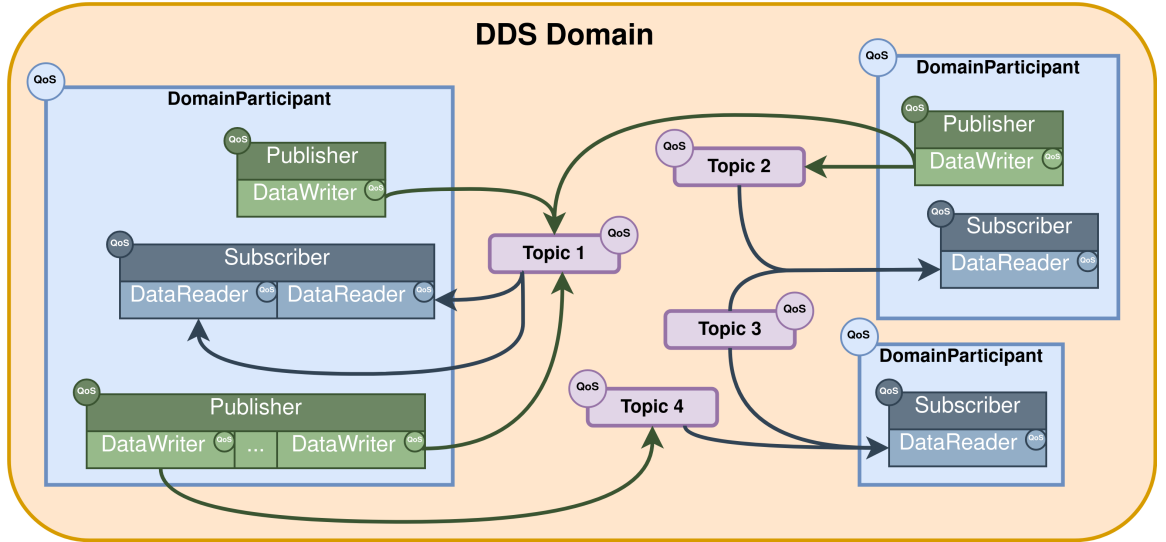 DDS Domain
QoS
DomainParticipant
QoS
Publisher
DataWriter
QoS
QoS
Subscriber
DataReader
QoS
DataReader
QoS
QoS
Publisher
DataWriter
QoS
...
DataWriter
QoS
Topic 1
QoS
QoS
Topic 2
Topic 3
QoS
QoS
Topic 4
QoS
DomainParticipant
QoS
Publisher
DataWriter
QoS
QoS
Subscriber
DataReader
QoS
QoS
DomainParticipant
QoS
Subscriber
DataReader
QoS